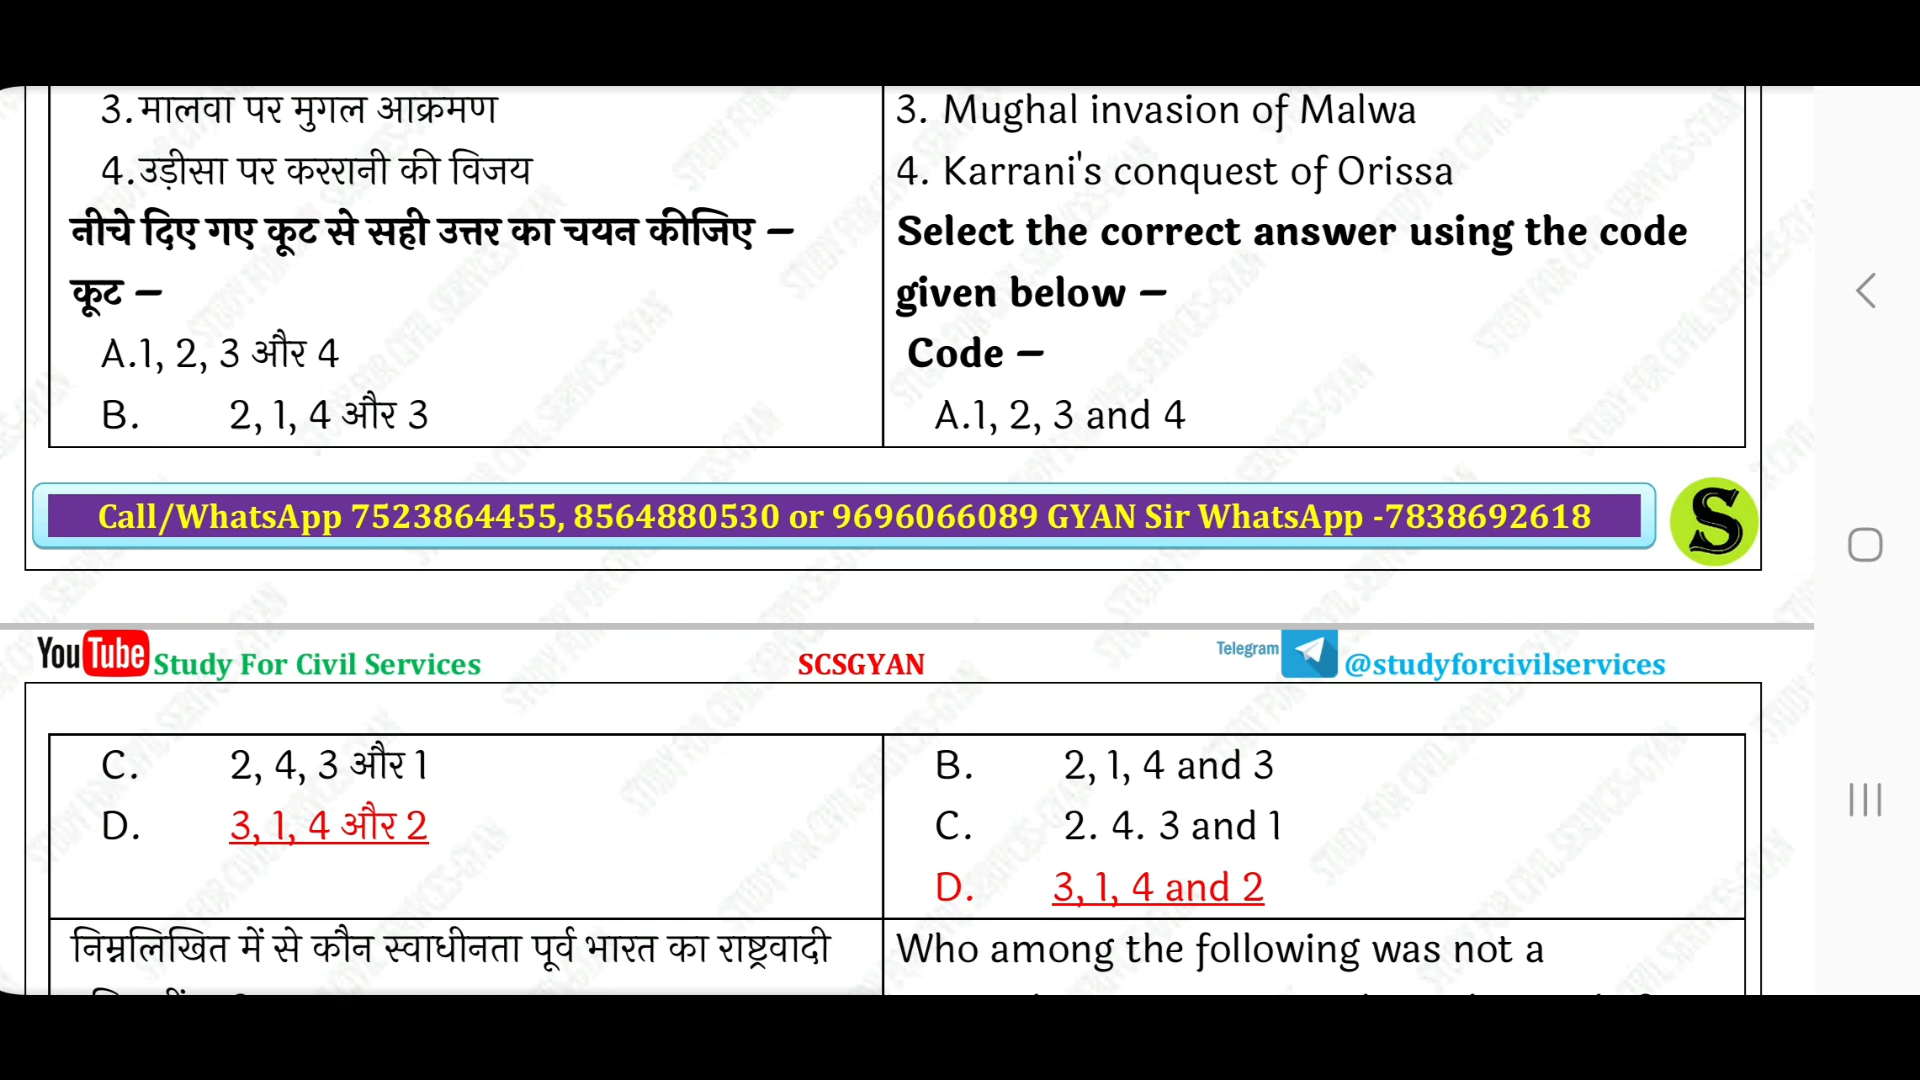 3.मालवा पर मुगल आक्रमण
4.उड़ीसा पर कररानी की विजय
नीचे दिए गए कूट से सही उत्तर का चयन कीजिए –
कूट –
A.1, 2, 3 और 4
B. 2, 1, 4 और 3
3. Mughal invasion of Malwa
4. Karrani's conquest of Orissa
Select the correct answer using the code
given below –
Code –
A.1, 2, 3 and 4
Call/WhatsApp 7523864455, 8564880530 or 9696066089 GYAN Sir WhatsApp -7838692618
S
YouTube Study For Civil Services SCSGYAN Telegram @studyforcivilservices
C. 2, 4, 3 और 1
D. 3, 1, 4 और 2
B. 2, 1, 4 and 3
C. 2. 4. 3 and 1
D. 3, 1, 4 and 2
निम्नलिखित में से कौन स्वाधीनता पूर्व भारत का राष्ट्रवादी
Who among the following was not a